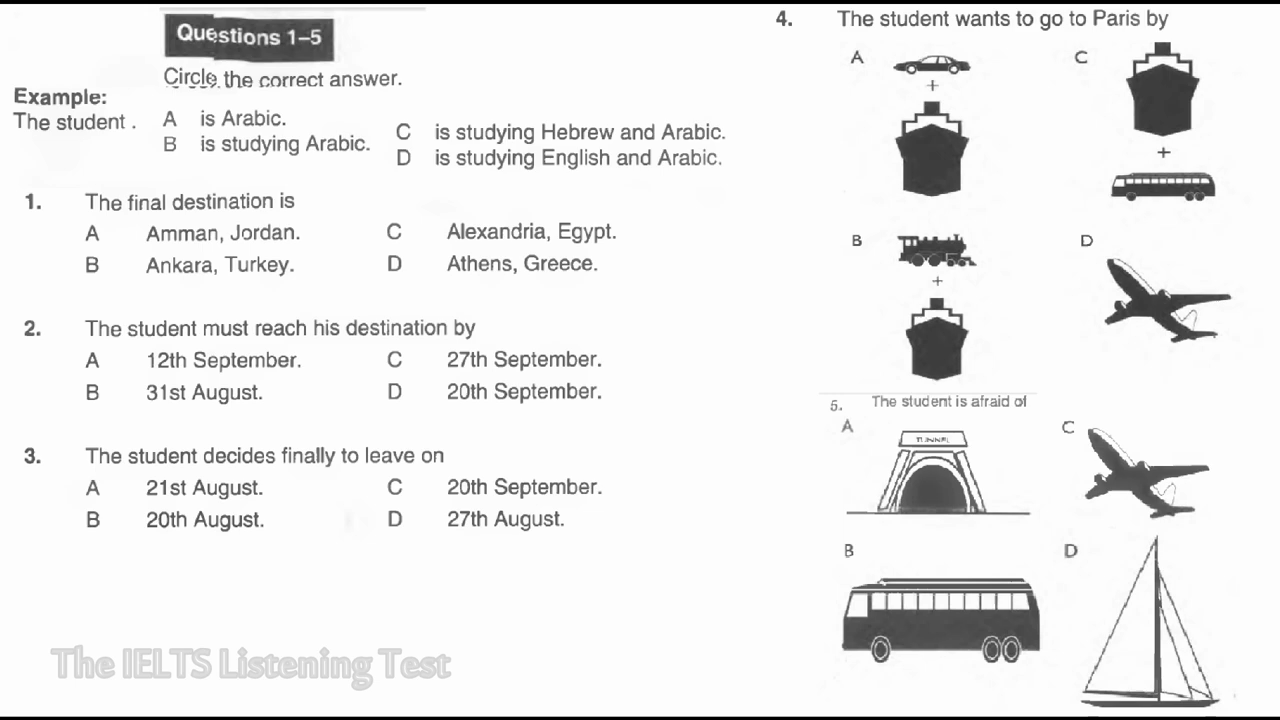 Questions 1–5
Circle the correct answer.
Example:
The student .
A is Arabic.
B is studying Arabic.
C is studying Hebrew and Arabic.
D is studying English and Arabic.
1. The final destination is
A Amman, Jordan.
B Ankara, Turkey.
C Alexandria, Egypt.
D Athens, Greece.
2. The student must reach his destination by
A 12th September.
B 31st August.
C 27th September.
D 20th September.
3. The student decides finally to leave on
A 21st August.
B 20th August.
C 20th September.
D 27th August.
The IELTS Listening Test
4. The student wants to go to Paris by
A
+
B
+
C
+
D
5. The student is afraid of
A
TUNNEL
B
C
D